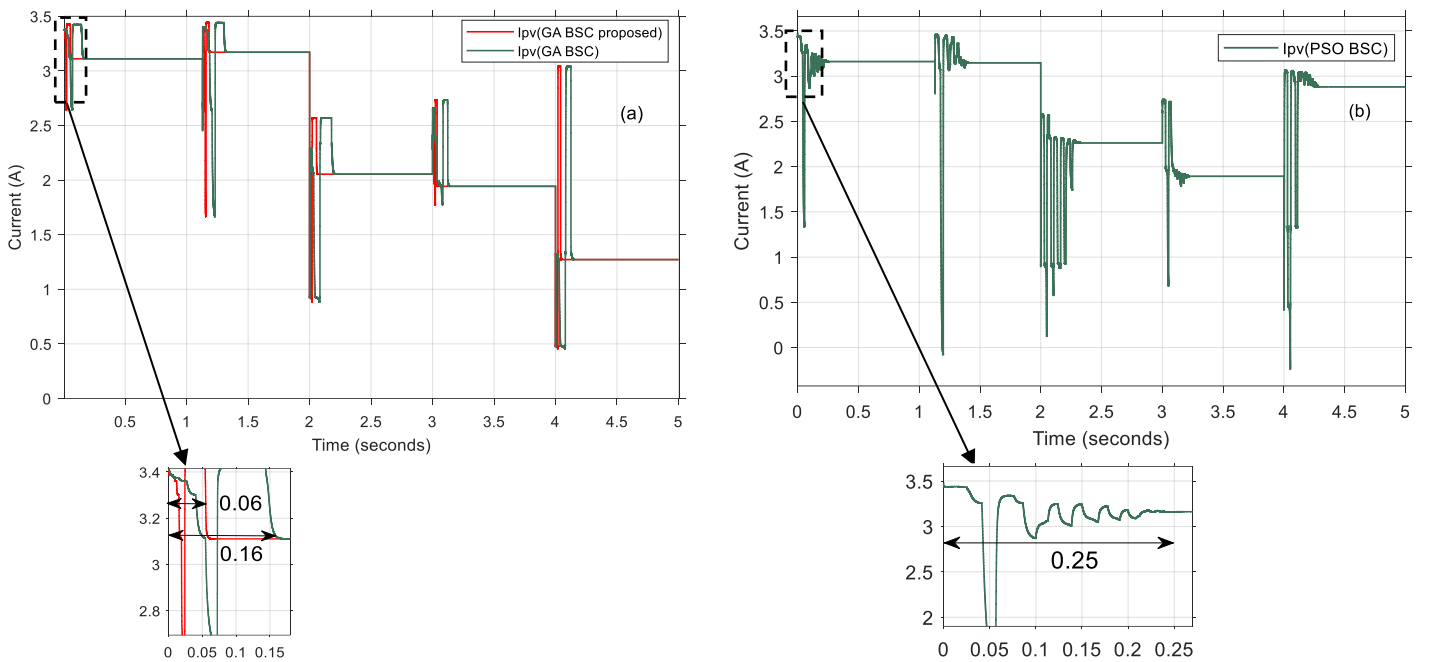 3.5
3
2.5
2
1.5
1
0.5
0
Current (A)
Ipv(GA BSC proposed)
Ipv(GA BSC)
(a)
0.5 1 1.5 2 2.5 3 3.5 4 4.5 5
Time (seconds)
3.4
3.2
3
2.8
0.06
0.16
0 0.05 0.1 0.15
3.5
3
2.5
2
1.5
1
0.5
0
Current (A)
Ipv(PSO BSC)
(b)
0 0.5 1 1.5 2 2.5 3 3.5 4 4.5 5
Time (seconds)
3.5
3
2.5
2
0.25
0 0.05 0.1 0.15 0.2 0.25